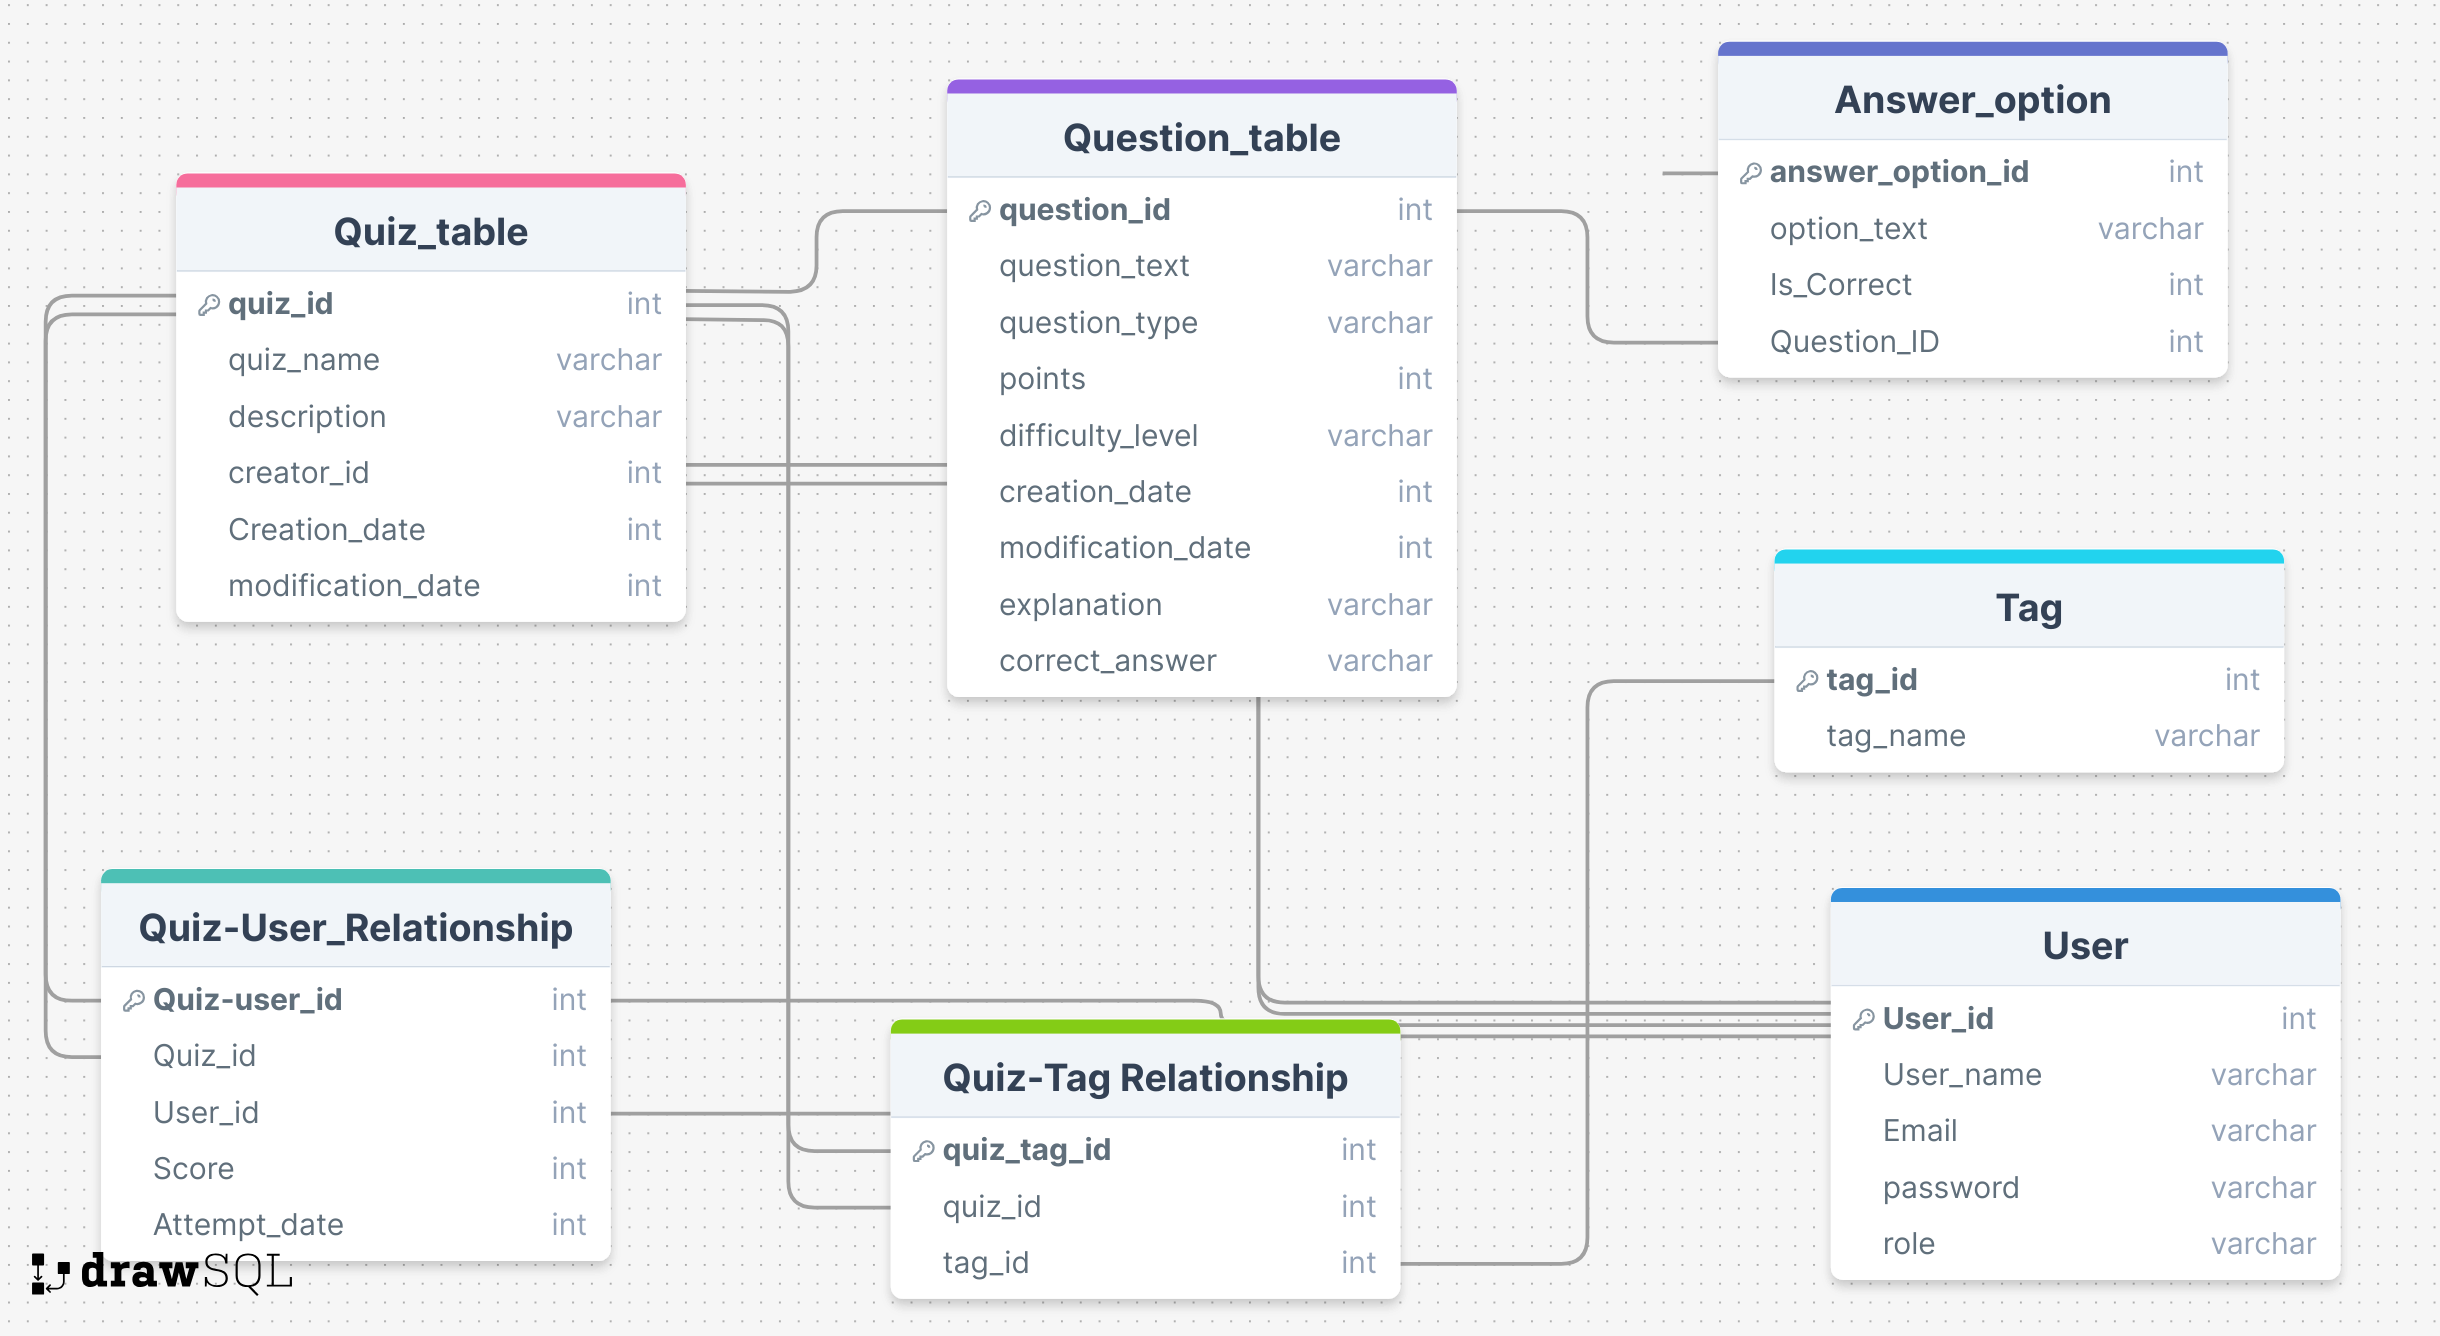 Quiz_table
quiz_id int
quiz_name varchar
description varchar
creator_id int
Creation_date int
modification_date int
Question_table
question_id int
question_text varchar
question_type varchar
points int
difficulty_level varchar
creation_date int
modification_date int
explanation varchar
correct_answer varchar
Answer_option
answer_option_id int
option_text varchar
Is_Correct int
Question_ID int
Tag
tag_id int
tag_name varchar
Quiz-User_Relationship
Quiz-user_id int
Quiz_id int
User_id int
Score int
Attempt_date int
Quiz-Tag Relationship
quiz_tag_id int
quiz_id int
tag_id int
User
User_id int
User_name varchar
Email varchar
password varchar
role varchar
drawSQL